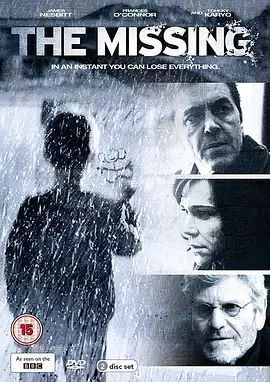 JAMES NESBITT
FRANCES O'CONNOR
AND TCHÉKY KARYO
THE MISSING
IN AN INSTANT YOU CAN LOSE EVERYTHING.
15
As seen on the
BBC
DVD
VIDEO
2 disc set